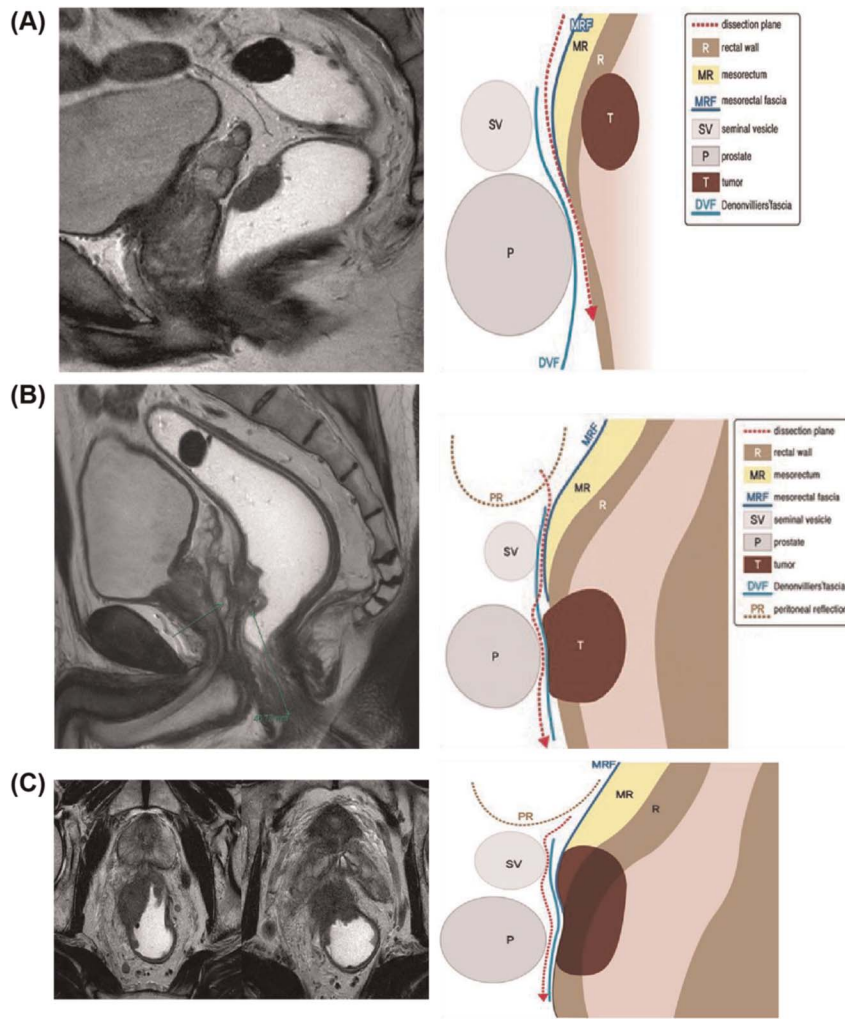 (A)
MRF
MR
R
SV
T
P
DVF
dissection plane
R rectal wall
MR mesorectum
MRF mesorectal fascia
SV seminal vesicle
P prostate
T tumor
DVF Denonvilliers'fascia
(B)
MRF
PR
MR
R
SV
P
T
dissection plane
R rectal wall
MR mesorectum
MRF mesorectal fascia
SV seminal vesicle
P prostate
T tumor
DVF Denonvilliers'fascia
PR peritoneal reflection
(C)
MRF
MR
PR
R
SV
P